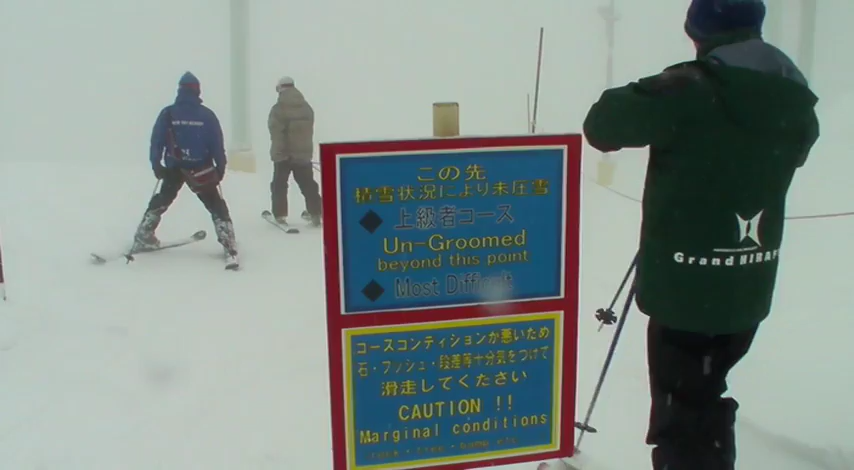 この先
積雪状況により未圧雪
◆ 上級者コース
Un-Groomed
beyond this point
◆ Most Difficult
コースコンディションが悪いため
石・ブッシュ・段差等十分気をつけて
滑走してください
CAUTION !!
Marginal conditions
Grand HIRAF